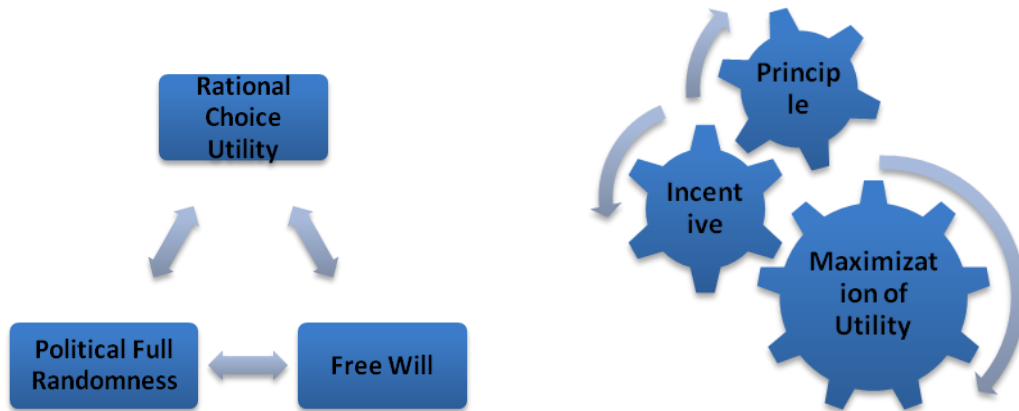 Rational
Choice
Utility
Political Full
Randomness
Free Will
Princip
le
Incent
ive
Maximizat
ion of
Utility